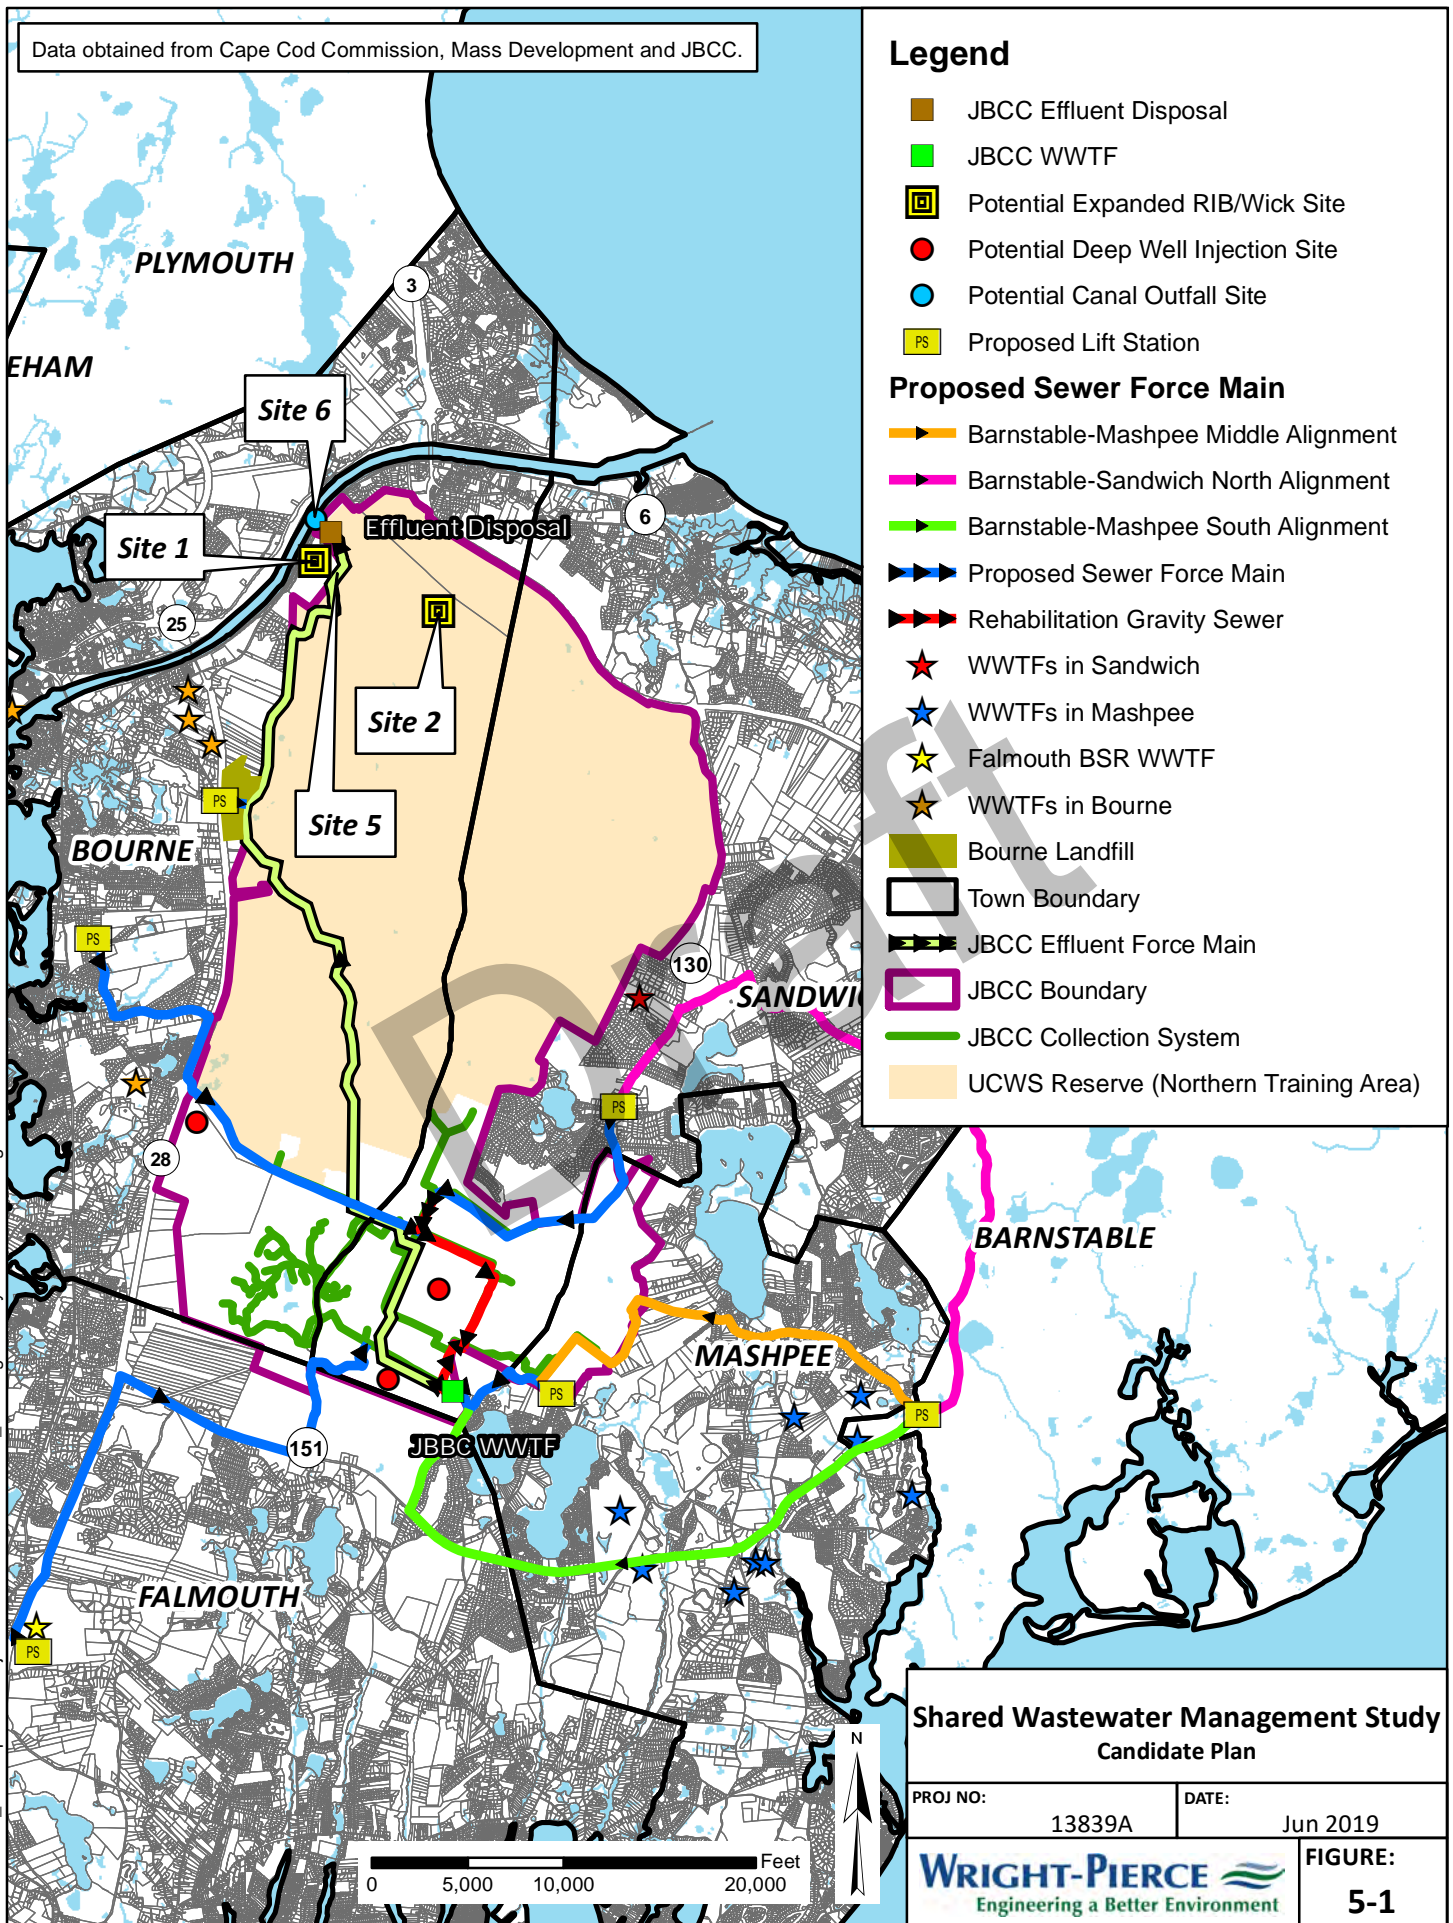 Data obtained from Cape Cod Commission, Mass Development and JBCC.
Legend
JBCC Effluent Disposal
JBCC WWTF
Potential Expanded RIB/Wick Site
Potential Deep Well Injection Site
Potential Canal Outfall Site
PS Proposed Lift Station
Proposed Sewer Force Main
Barnstable-Mashpee Middle Alignment
Barnstable-Sandwich North Alignment
Barnstable-Mashpee South Alignment
Proposed Sewer Force Main
Rehabilitation Gravity Sewer
WWTFs in Sandwich
WWTFs in Mashpee
Falmouth BSR WWTF
WWTFs in Bourne
Bourne Landfill
Town Boundary
JBCC Effluent Force Main
JBCC Boundary
JBCC Collection System
UCWS Reserve (Northern Training Area)
PLYMOUTH
3
EHAM
Site 6
6
Effluent Disposal
Site 1
25
Site 2
PS
Site 5
BOURNE
PS
130
SANDWI
PS
28
Draft
BARNSTABLE
MASHPEE
PS
PS
151
JBBC WWTF
FALMOUTH
PS
N
Feet
0 5,000 10,000 20,000
Shared Wastewater Management Study
Candidate Plan
PROJ NO: 13839A
DATE: Jun 2019
WRIGHT-PIERCE
Engineering a Better Environment
FIGURE:
5-1